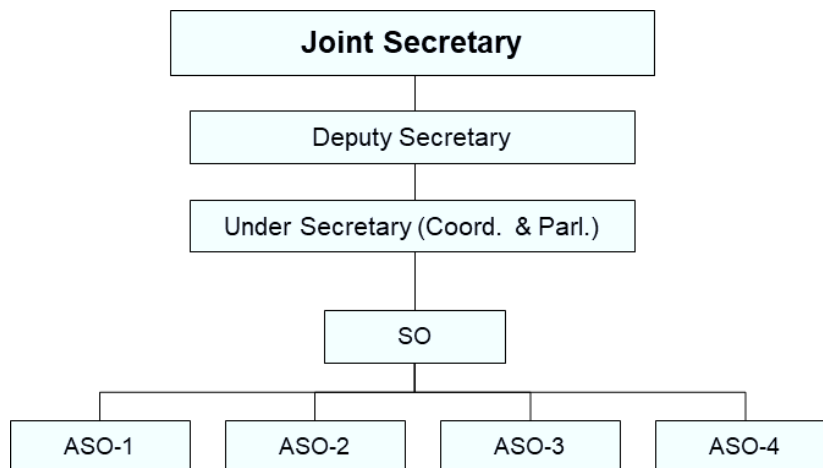 Joint Secretary
Deputy Secretary
Under Secretary (Coord. & Parl.)
SO
ASO-1
ASO-2
ASO-3
ASO-4